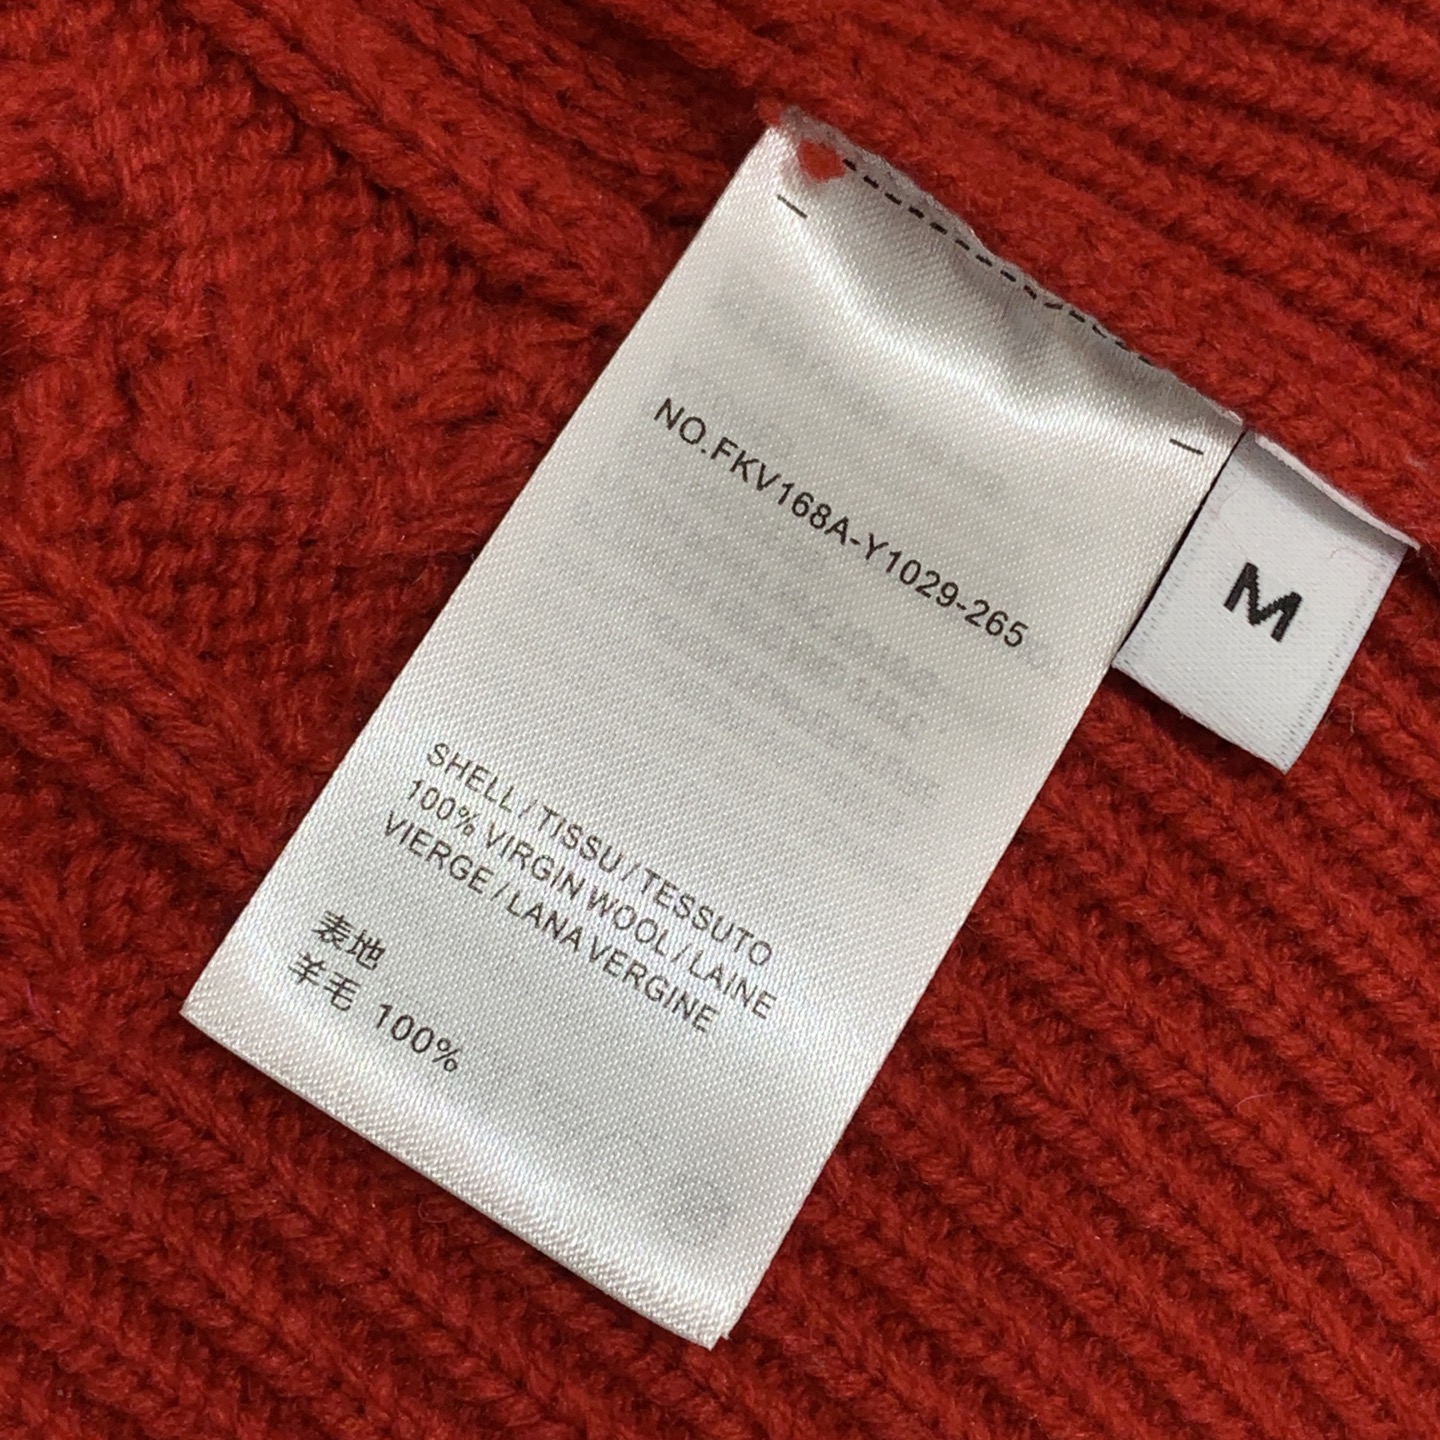 NO.FKV168A-Y1029-265
SHELL / TISSU / TESSUTO
100% VIRGIN WOOL / LAINE
VIERGE / LANA VERGINE
表地
羊毛 100%
M